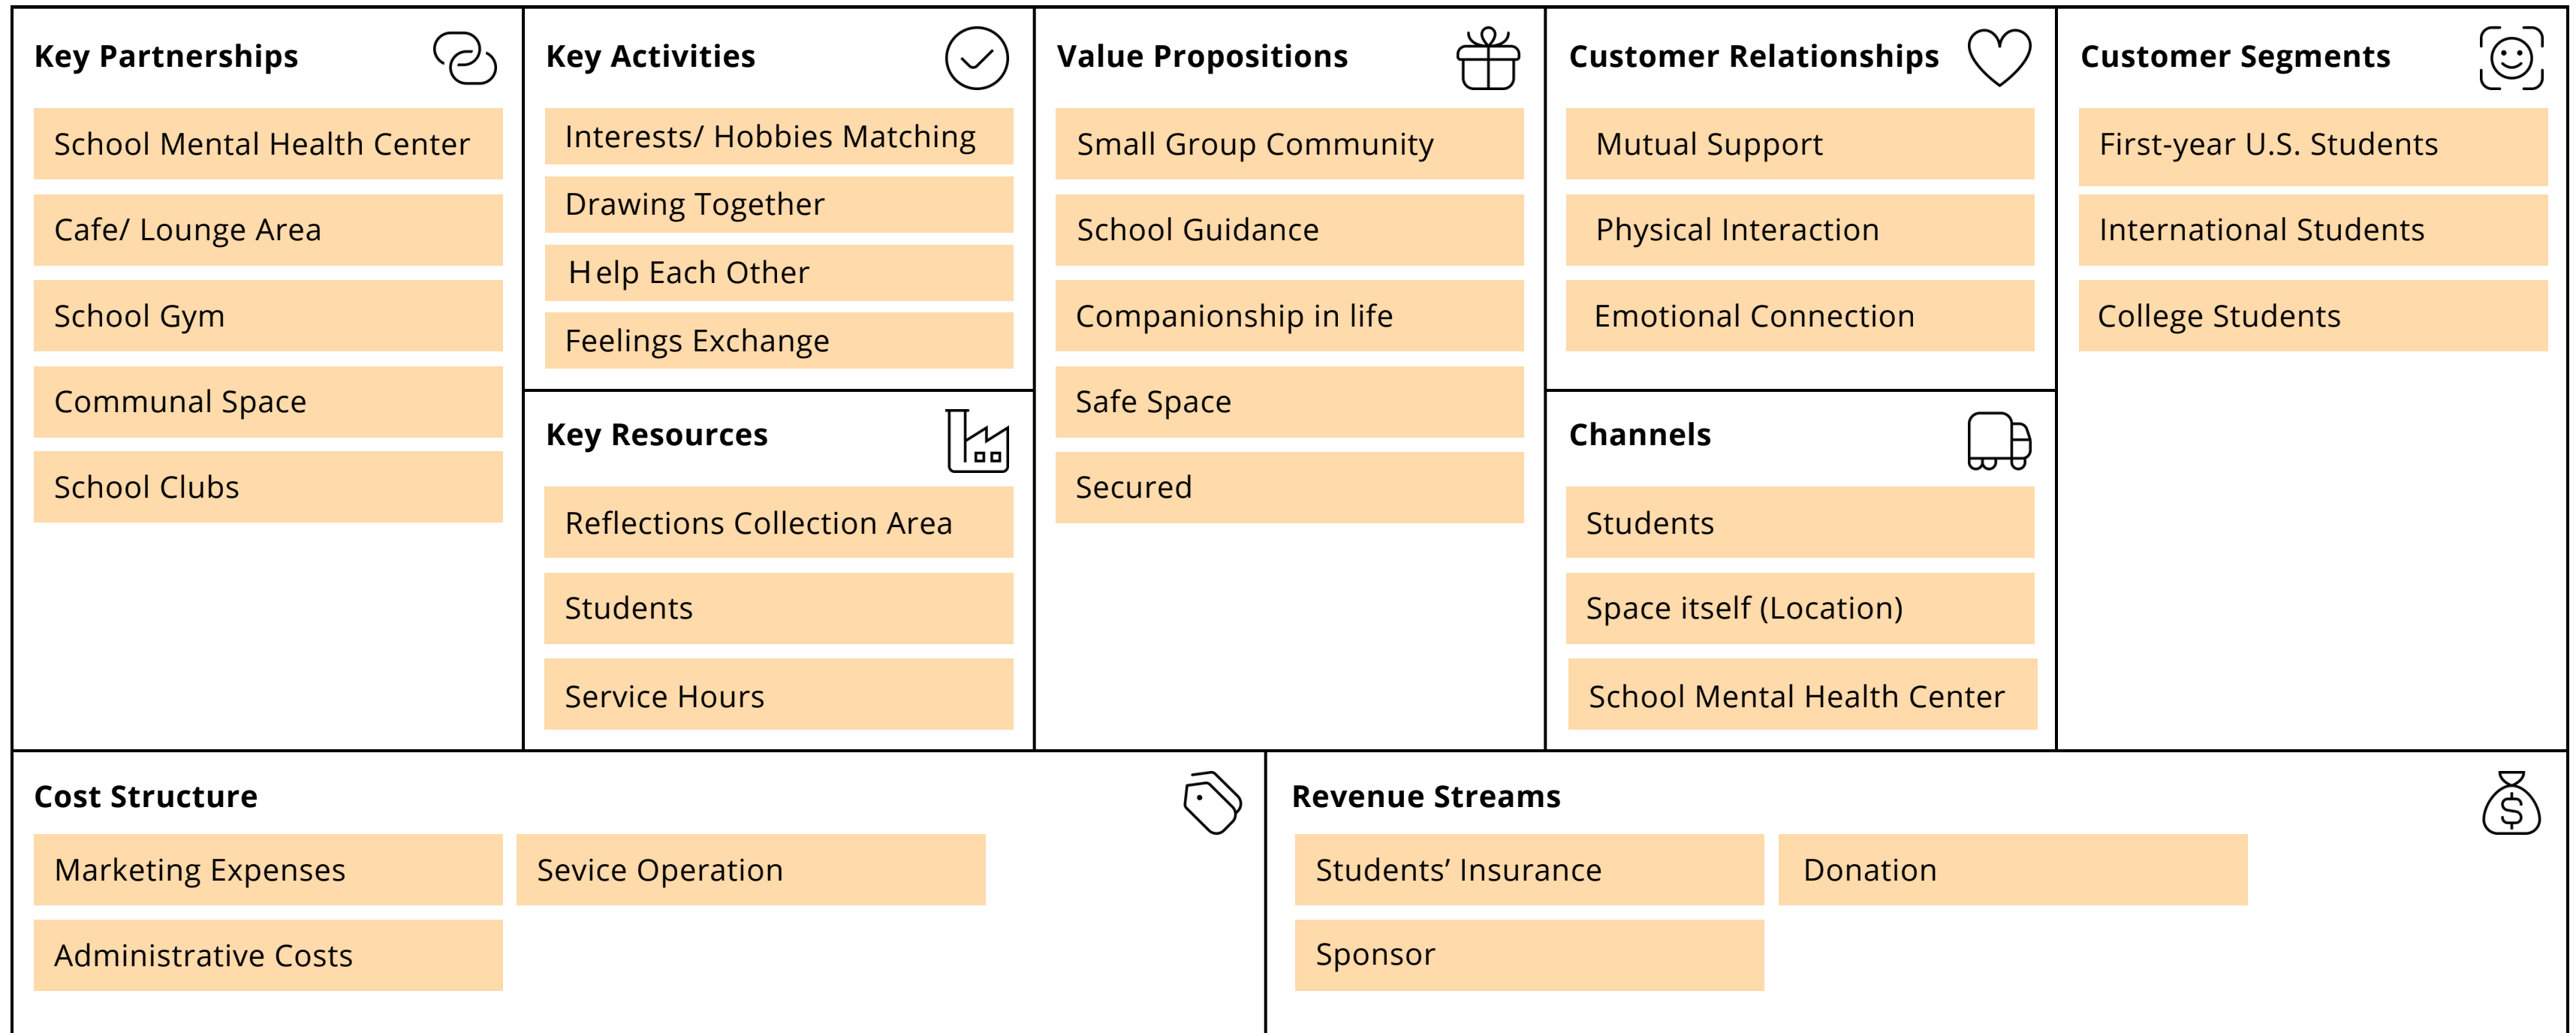 Key Partnerships
School Mental Health Center
Cafe/ Lounge Area
School Gym
Communal Space
School Clubs
Key Activities
Interests/ Hobbies Matching
Drawing Together
Help Each Other
Feelings Exchange
Key Resources
Reflections Collection Area
Students
Service Hours
Value Propositions
Small Group Community
School Guidance
Companionship in life
Safe Space
Secured
Customer Relationships
Mutual Support
Physical Interaction
Emotional Connection
Channels
Students
Space itself (Location)
School Mental Health Center
Customer Segments
First-year U.S. Students
International Students
College Students
Cost Structure
Marketing Expenses
Sevice Operation
Administrative Costs
Revenue Streams
Students’ Insurance
Donation
Sponsor